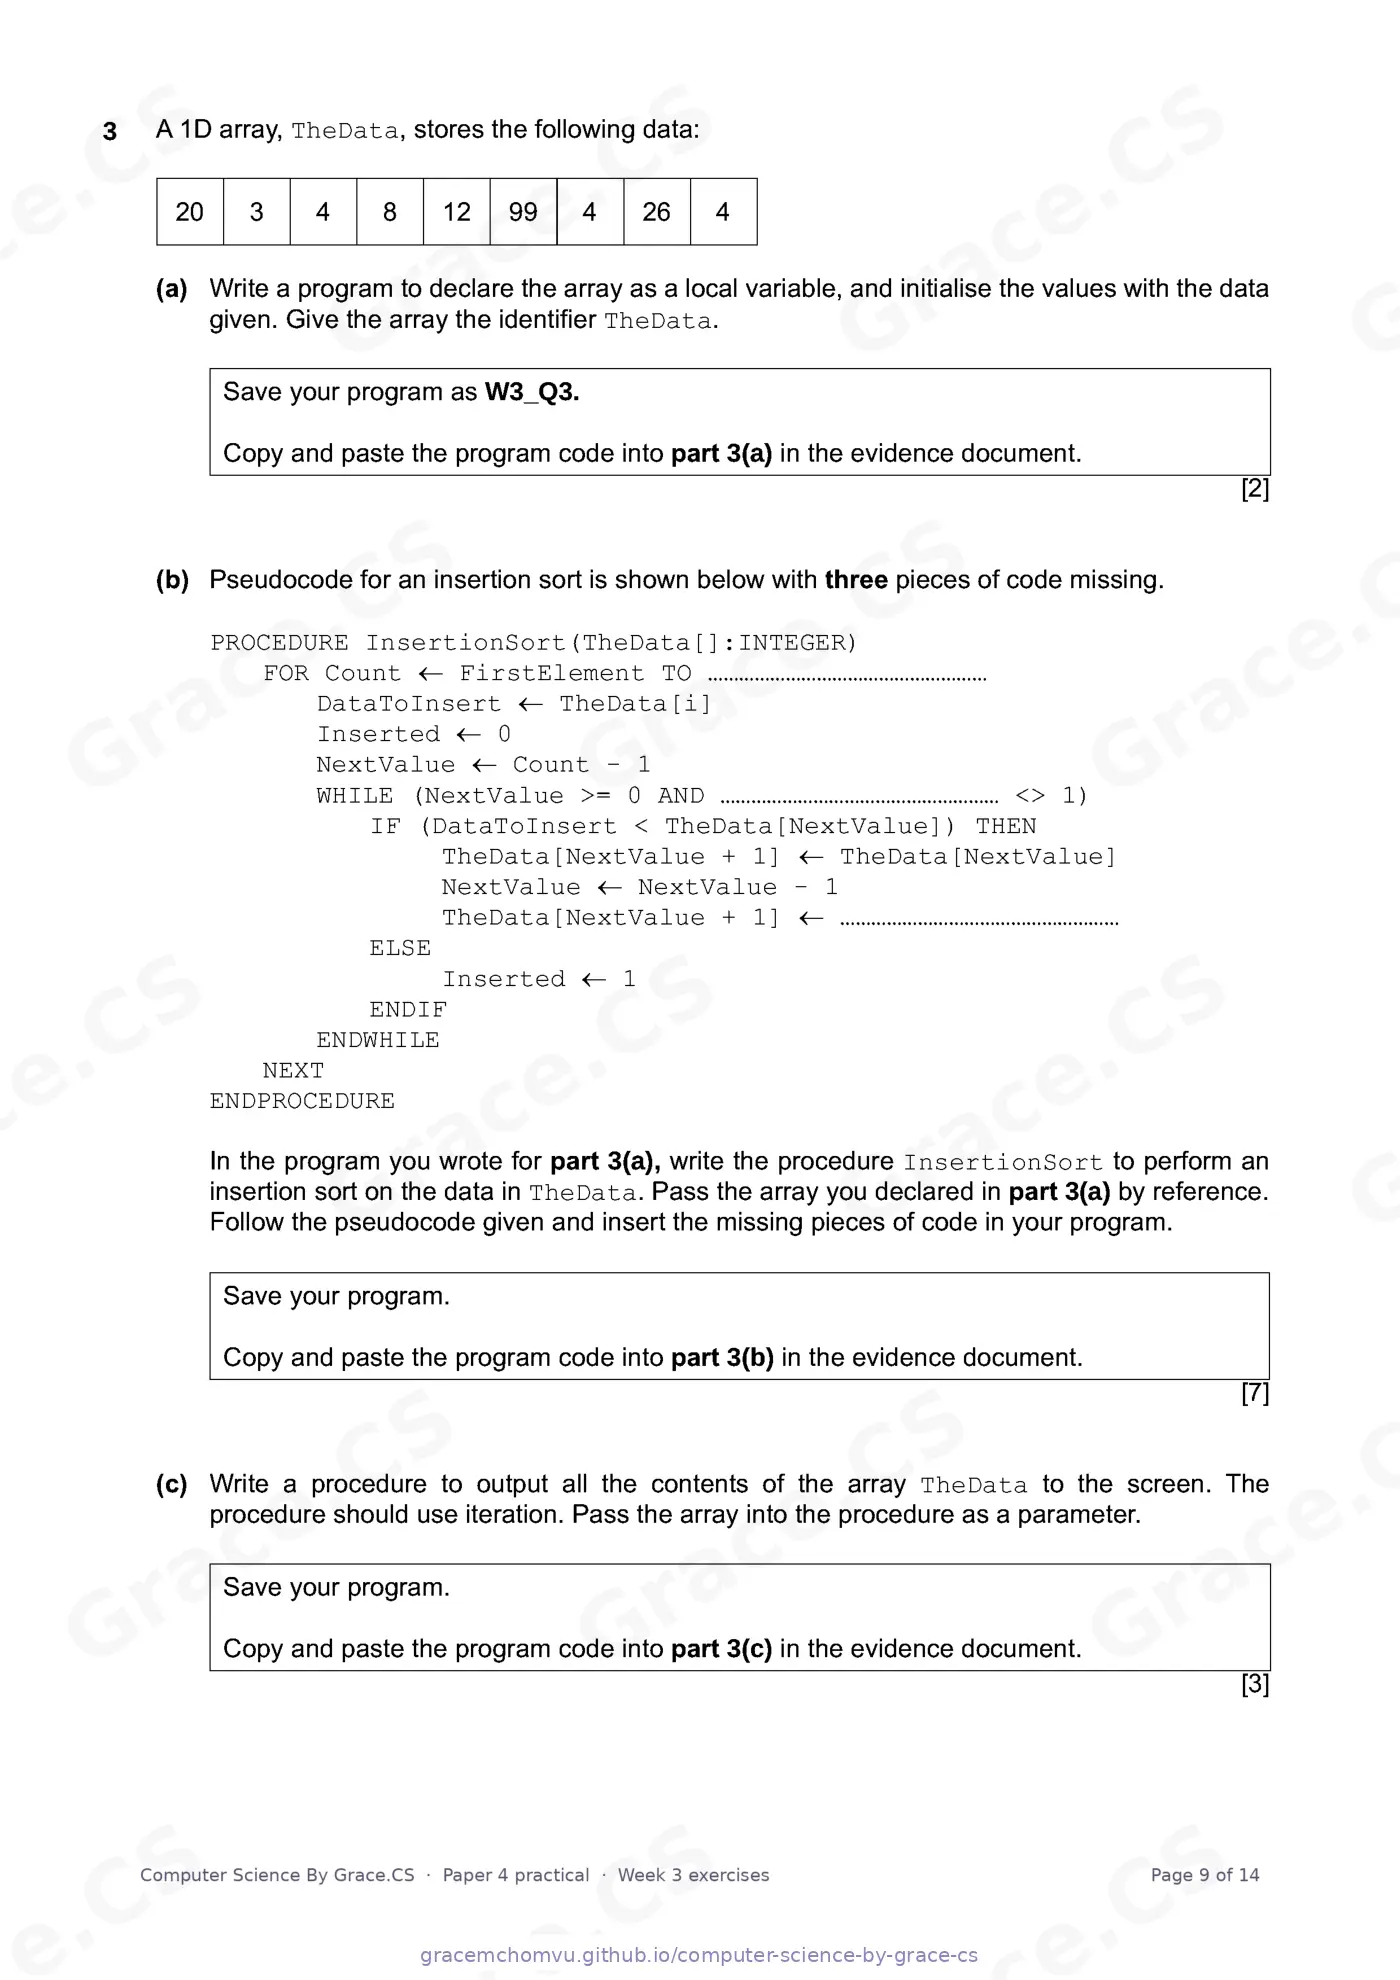 3 A 1D array, TheData, stores the following data:
20 3 4 8 12 99 4 26 4
(a) Write a program to declare the array as a local variable, and initialise the values with the data
given. Give the array the identifier TheData.
Save your program as W3_Q3.
Copy and paste the program code into part 3(a) in the evidence document.
[2]
(b) Pseudocode for an insertion sort is shown below with three pieces of code missing.
PROCEDURE InsertionSort(TheData[]:INTEGER)
FOR Count ← FirstElement TO ......................................................
DataToInsert ← TheData[i]
Inserted ← 0
NextValue ← Count - 1
WHILE (NextValue >= 0 AND ...................................................... <> 1)
IF (DataToInsert < TheData[NextValue]) THEN
TheData[NextValue + 1] ← TheData[NextValue]
NextValue ← NextValue - 1
TheData[NextValue + 1] ← ......................................................
ELSE
Inserted ← 1
ENDIF
ENDWHILE
NEXT
ENDPROCEDURE
In the program you wrote for part 3(a), write the procedure InsertionSort to perform an
insertion sort on the data in TheData. Pass the array you declared in part 3(a) by reference.
Follow the pseudocode given and insert the missing pieces of code in your program.
Save your program.
Copy and paste the program code into part 3(b) in the evidence document.
[7]
(c) Write a procedure to output all the contents of the array TheData to the screen. The
procedure should use iteration. Pass the array into the procedure as a parameter.
Save your program.
Copy and paste the program code into part 3(c) in the evidence document.
[3]
Computer Science By Grace.CS · Paper 4 practical · Week 3 exercises Page 9 of 14
gracemchomvu.github.io/computer-science-by-grace-cs